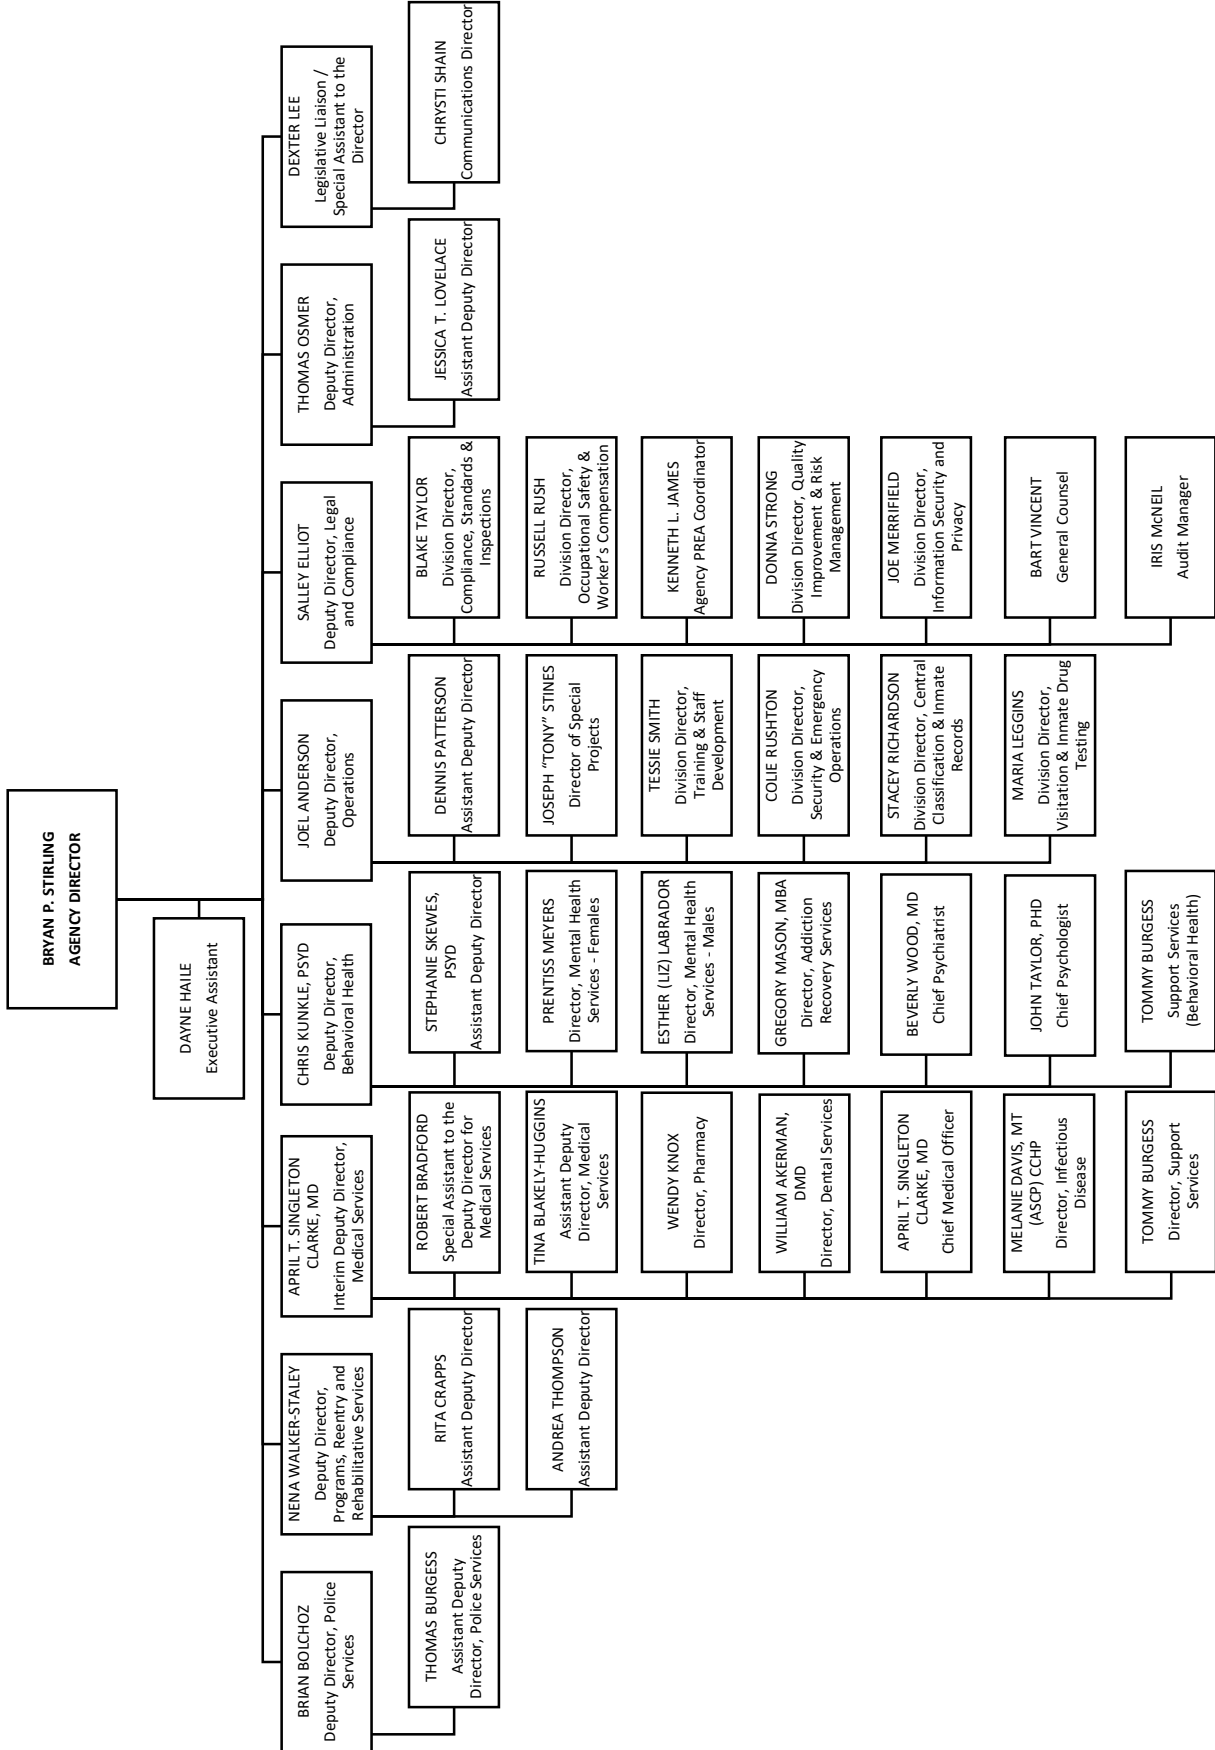 BRYAN P. STIRLING
AGENCY DIRECTOR
DAYNE HAILE
Executive Assistant
BRIAN BOLCHOZ
Deputy Director, Police
Services
THOMAS BURGESS
Assistant Deputy
Director, Police Services
NENA WALKER-STALEY
Deputy Director,
Programs, Reentry and
Rehabilitative Services
RITA CRAPPS
Assistant Deputy Director
ANDREA THOMPSON
Assistant Deputy Director
APRIL T. SINGLETON
CLARKE, MD
Interim Deputy Director,
Medical Services
ROBERT BRADFORD
Special Assistant to the
Deputy Director for
Medical Services
TINA BLAKELY-HUGGINS
Assistant Deputy
Director, Medical
Services
WENDY KNOX
Director, Pharmacy
WILLIAM AKERMAN,
DMD
Director, Dental Services
APRIL T. SINGLETON
CLARKE, MD
Chief Medical Officer
MELANIE DAVIS, MT
(ASCP) CCHP
Director, Infectious
Disease
TOMMY BURGESS
Director, Support
Services
CHRIS KUNKLE, PSYD
Deputy Director,
Behavioral Health
STEPHANIE SKEWES,
PSYD
Assistant Deputy Director
PRENTISS MEYERS
Director, Mental Health
Services - Females
ESTHER (LIZ) LABRADOR
Director, Mental Health
Services - Males
GREGORY MASON, MBA
Director, Addiction
Recovery Services
BEVERLY WOOD, MD
Chief Psychiatrist
JOHN TAYLOR, PHD
Chief Psychologist
TOMMY BURGESS
Support Services
(Behavioral Health)
JOEL ANDERSON
Deputy Director,
Operations
DENNIS PATTERSON
Assistant Deputy Director
JOSEPH “TONY” STINES
Director of Special
Projects
TESSIE SMITH
Division Director,
Training & Staff
Development
COLIE RUSHTON
Division Director,
Security & Emergency
Operations
STACEY RICHARDSON
Division Director, Central
Classification & Inmate
Records
MARIA LEGGINS
Division Director,
Visitation & Inmate Drug
Testing
SALLEY ELLIOT
Deputy Director, Legal
and Compliance
BLAKE TAYLOR
Division Director,
Compliance, Standards &
Inspections
RUSSELL RUSH
Division Director,
Occupational Safety &
Worker’s Compensation
KENNETH L. JAMES
Agency PREA Coordinator
DONNA STRONG
Division Director, Quality
Improvement & Risk
Management
JOE MERRIFIELD
Division Director,
Information Security and
Privacy
BART VINCENT
General Counsel
IRIS McNEIL
Audit Manager
THOMAS OSMER
Deputy Director,
Administration
JESSICA T. LOVELACE
Assistant Deputy Director
DEXTER LEE
Legislative Liaison /
Special Assistant to the
Director
CHRYSTI SHAIN
Communications Director